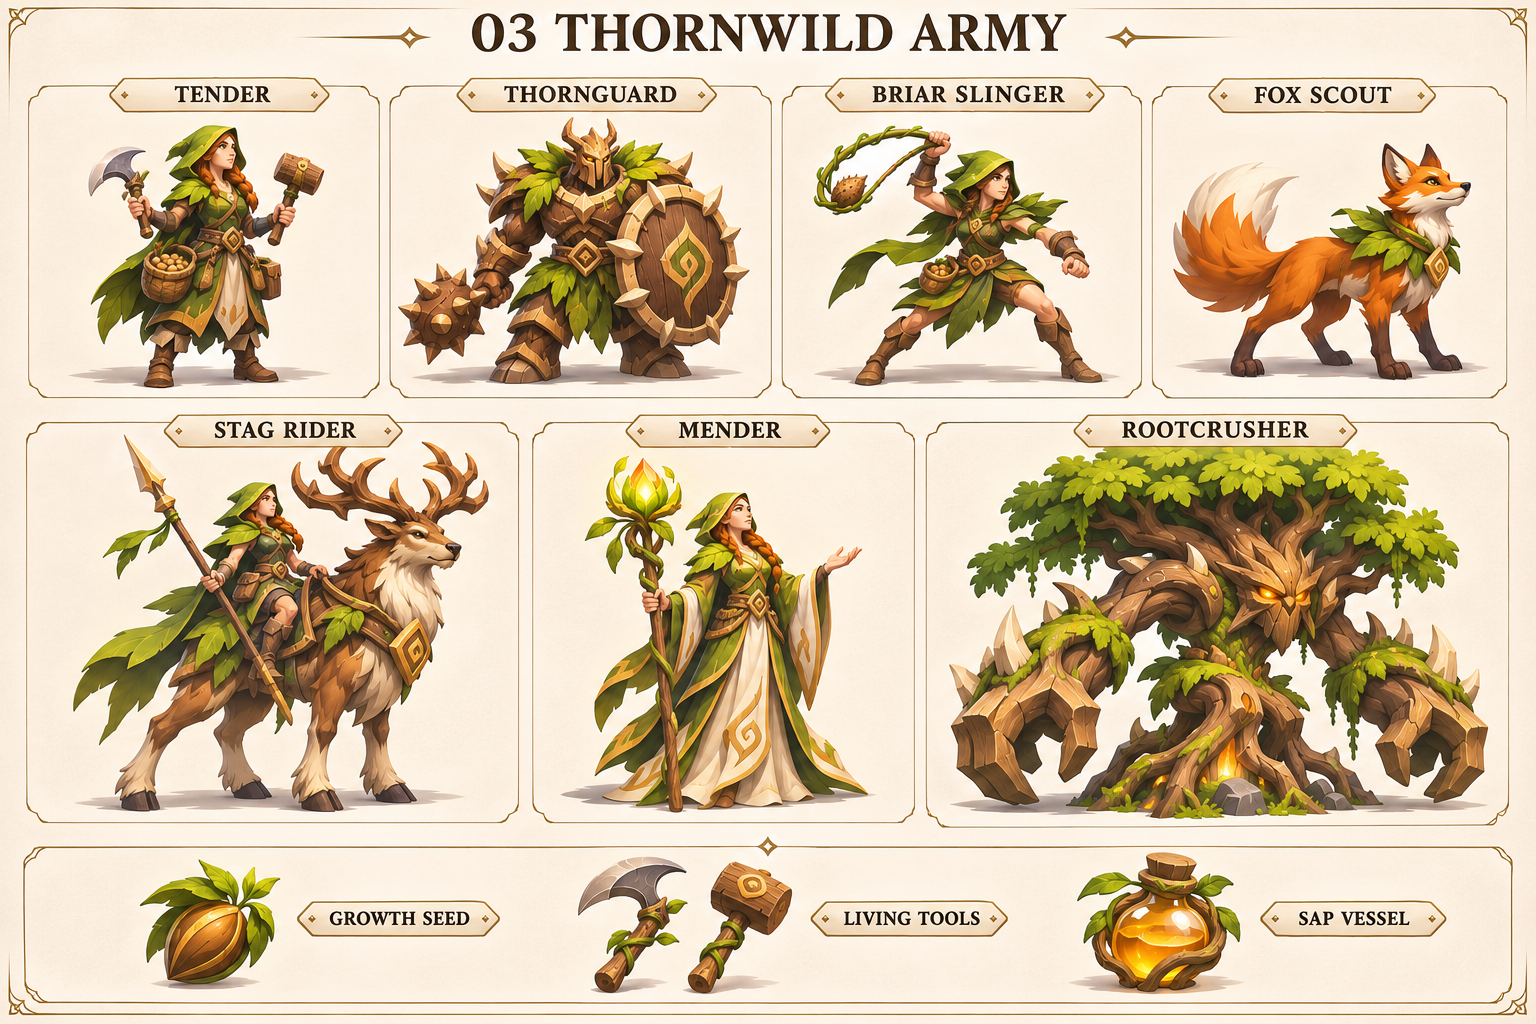 03 THORNWILD ARMY
TENDER
THORNGUARD
BRIAR SLINGER
FOX SCOUT
STAG RIDER
MENDER
ROOTCRUSHER
GROWTH SEED
LIVING TOOLS
SAP VESSEL